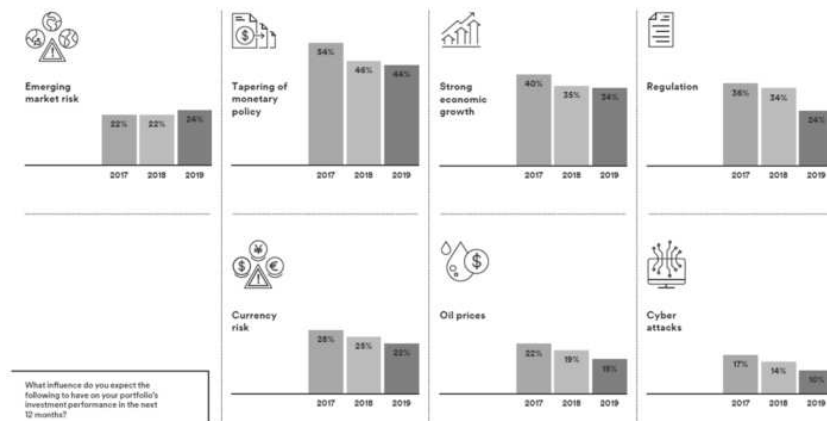 Emerging
market risk
22% 22% 24%
2017 2018 2019
Tapering of
monetary
policy
54% 46% 44%
2017 2018 2019
Strong
economic
growth
40% 35% 34%
2017 2018 2019
Regulation
36% 34% 24%
2017 2018 2019
What influence do you expect the
following to have on your portfolio's
investment performance in the next
12 months?
Currency
risk
28% 25% 22%
2017 2018 2019
Oil prices
22% 19%
2017 2018 2019
Cyber
attacks
17% 14% 10%
2017 2018 2019